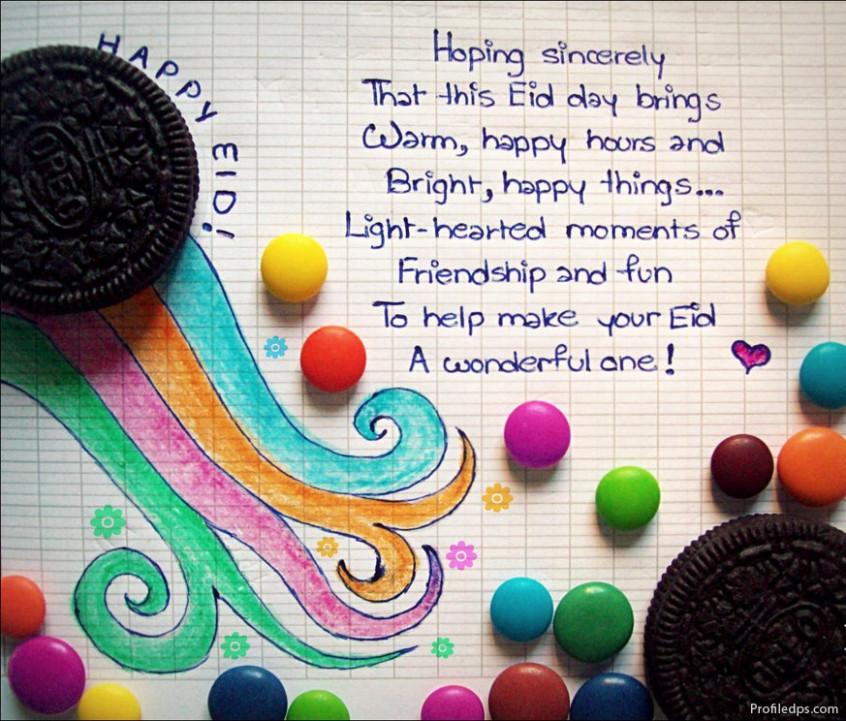 HAPPY EID!
Hoping sincerely
That this Eid day brings
Warm, happy hours and
Bright, happy things...
Light-hearted moments of
Friendship and fun
To help make your Eid
A wonderful one!
OREO
OREO
Profiledps.com